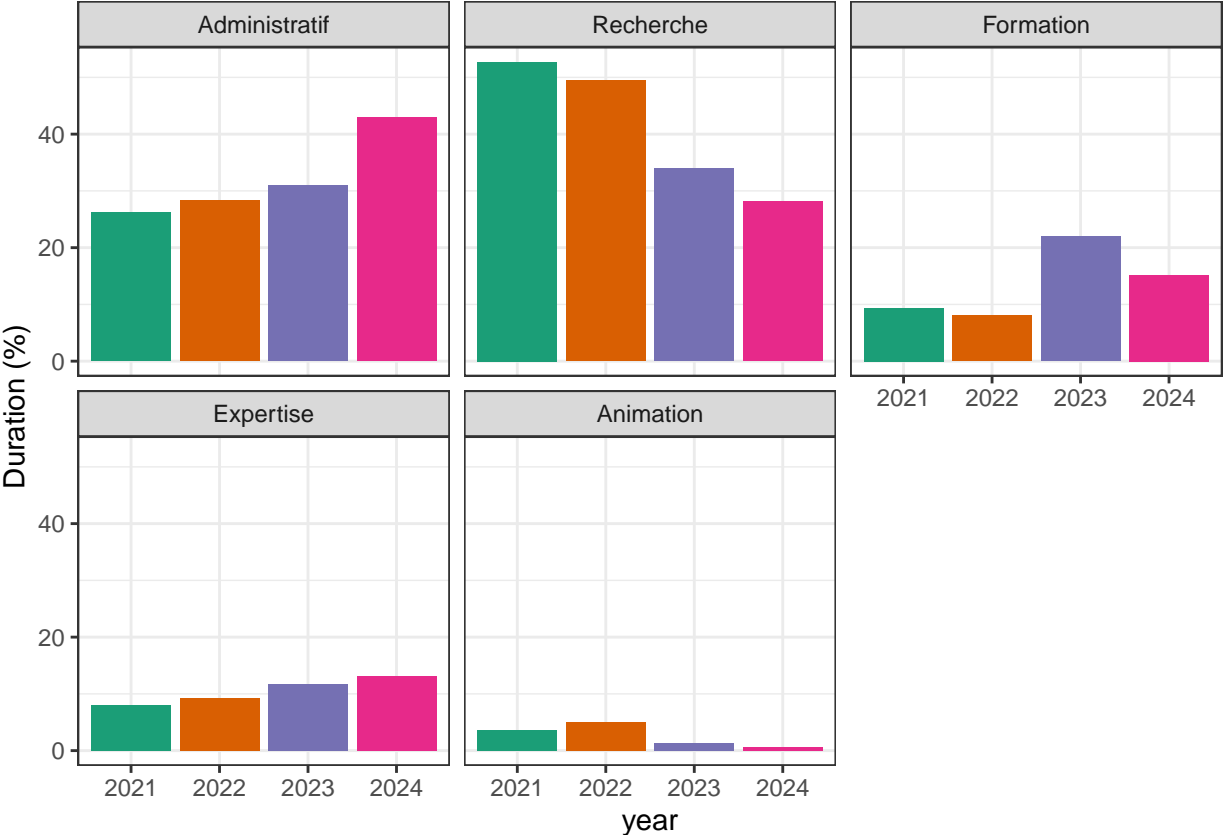 Administratif
Recherche
Formation
40
20
0
2021 2022 2023 2024
Duration (%)
Expertise
Animation
40
20
0
2021 2022 2023 2024
2021 2022 2023 2024
year